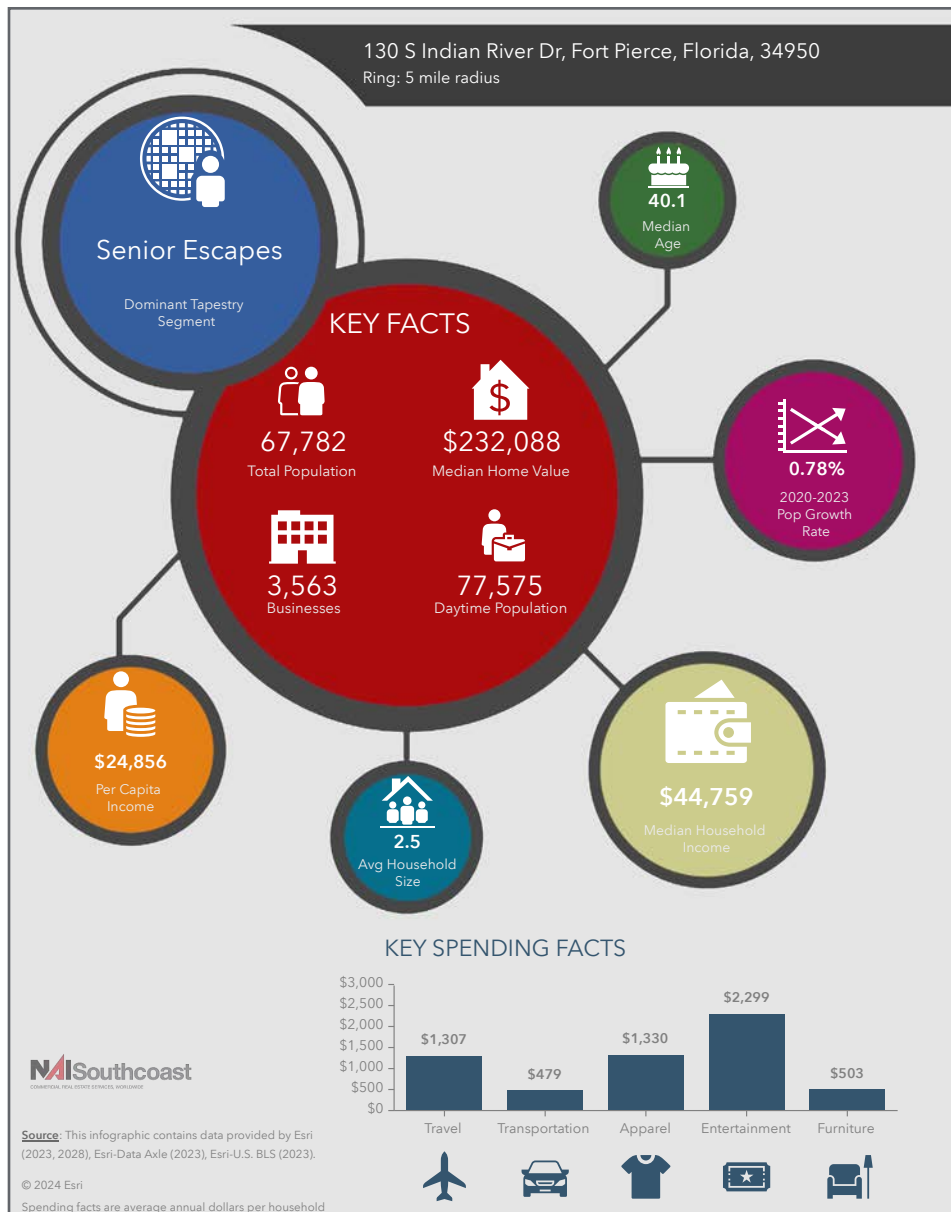 130 S Indian River Dr, Fort Pierce, Florida, 34950
Ring: 5 mile radius
Senior Escapes
Dominant Tapestry
Segment
40.1
Median
Age
KEY FACTS
67,782
Total Population
$232,088
Median Home Value
3,563
Businesses
77,575
Daytime Population
0.78%
2020-2023
Pop Growth
Rate
$24,856
Per Capita
Income
2.5
Avg Household
Size
$44,759
Median Household
Income
KEY SPENDING FACTS
$3,000
$2,500
$2,000
$1,500
$1,000
$500
$0
$1,307
$479
$1,330
$2,299
$503
Travel
Transportation
Apparel
Entertainment
Furniture
NAISouthcoast
COMMERCIAL REAL ESTATE SERVICES, WORLDWIDE
Source: This infographic contains data provided by Esri
(2023, 2028), Esri-Data Axle (2023), Esri-U.S. BLS (2023).
© 2024 Esri
Spending facts are average annual dollars per household